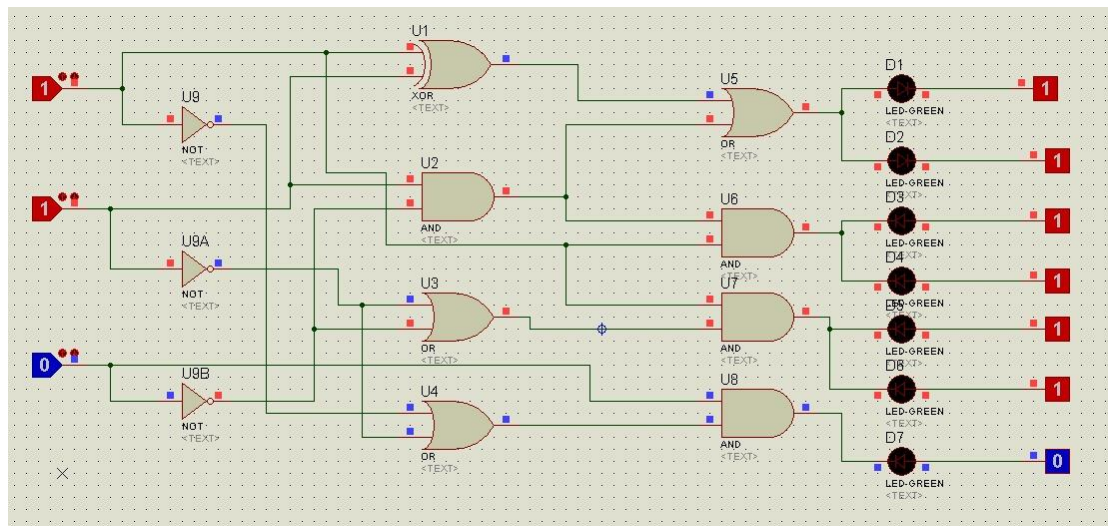 U1
XOR
<TEXT>
1
U9
NOT
<TEXT>
U5
OR
<TEXT>
D1
LED-GREEN
<TEXT>
1
D2
LED-GREEN
<TEXT>
1
U2
AND
<TEXT>
1
U6
AND
<TEXT>
D3
LED-GREEN
1
U9A
NOT
<TEXT>
D4
LED-GREEN
1
U3
OR
<TEXT>
U7
AND
<TEXT>
D5
LED-GREEN
1
0
U9B
NOT
<TEXT>
U4
OR
<TEXT>
U8
AND
<TEXT>
D6
LED-GREEN
<TEXT>
1
D7
LED-GREEN
<TEXT>
0